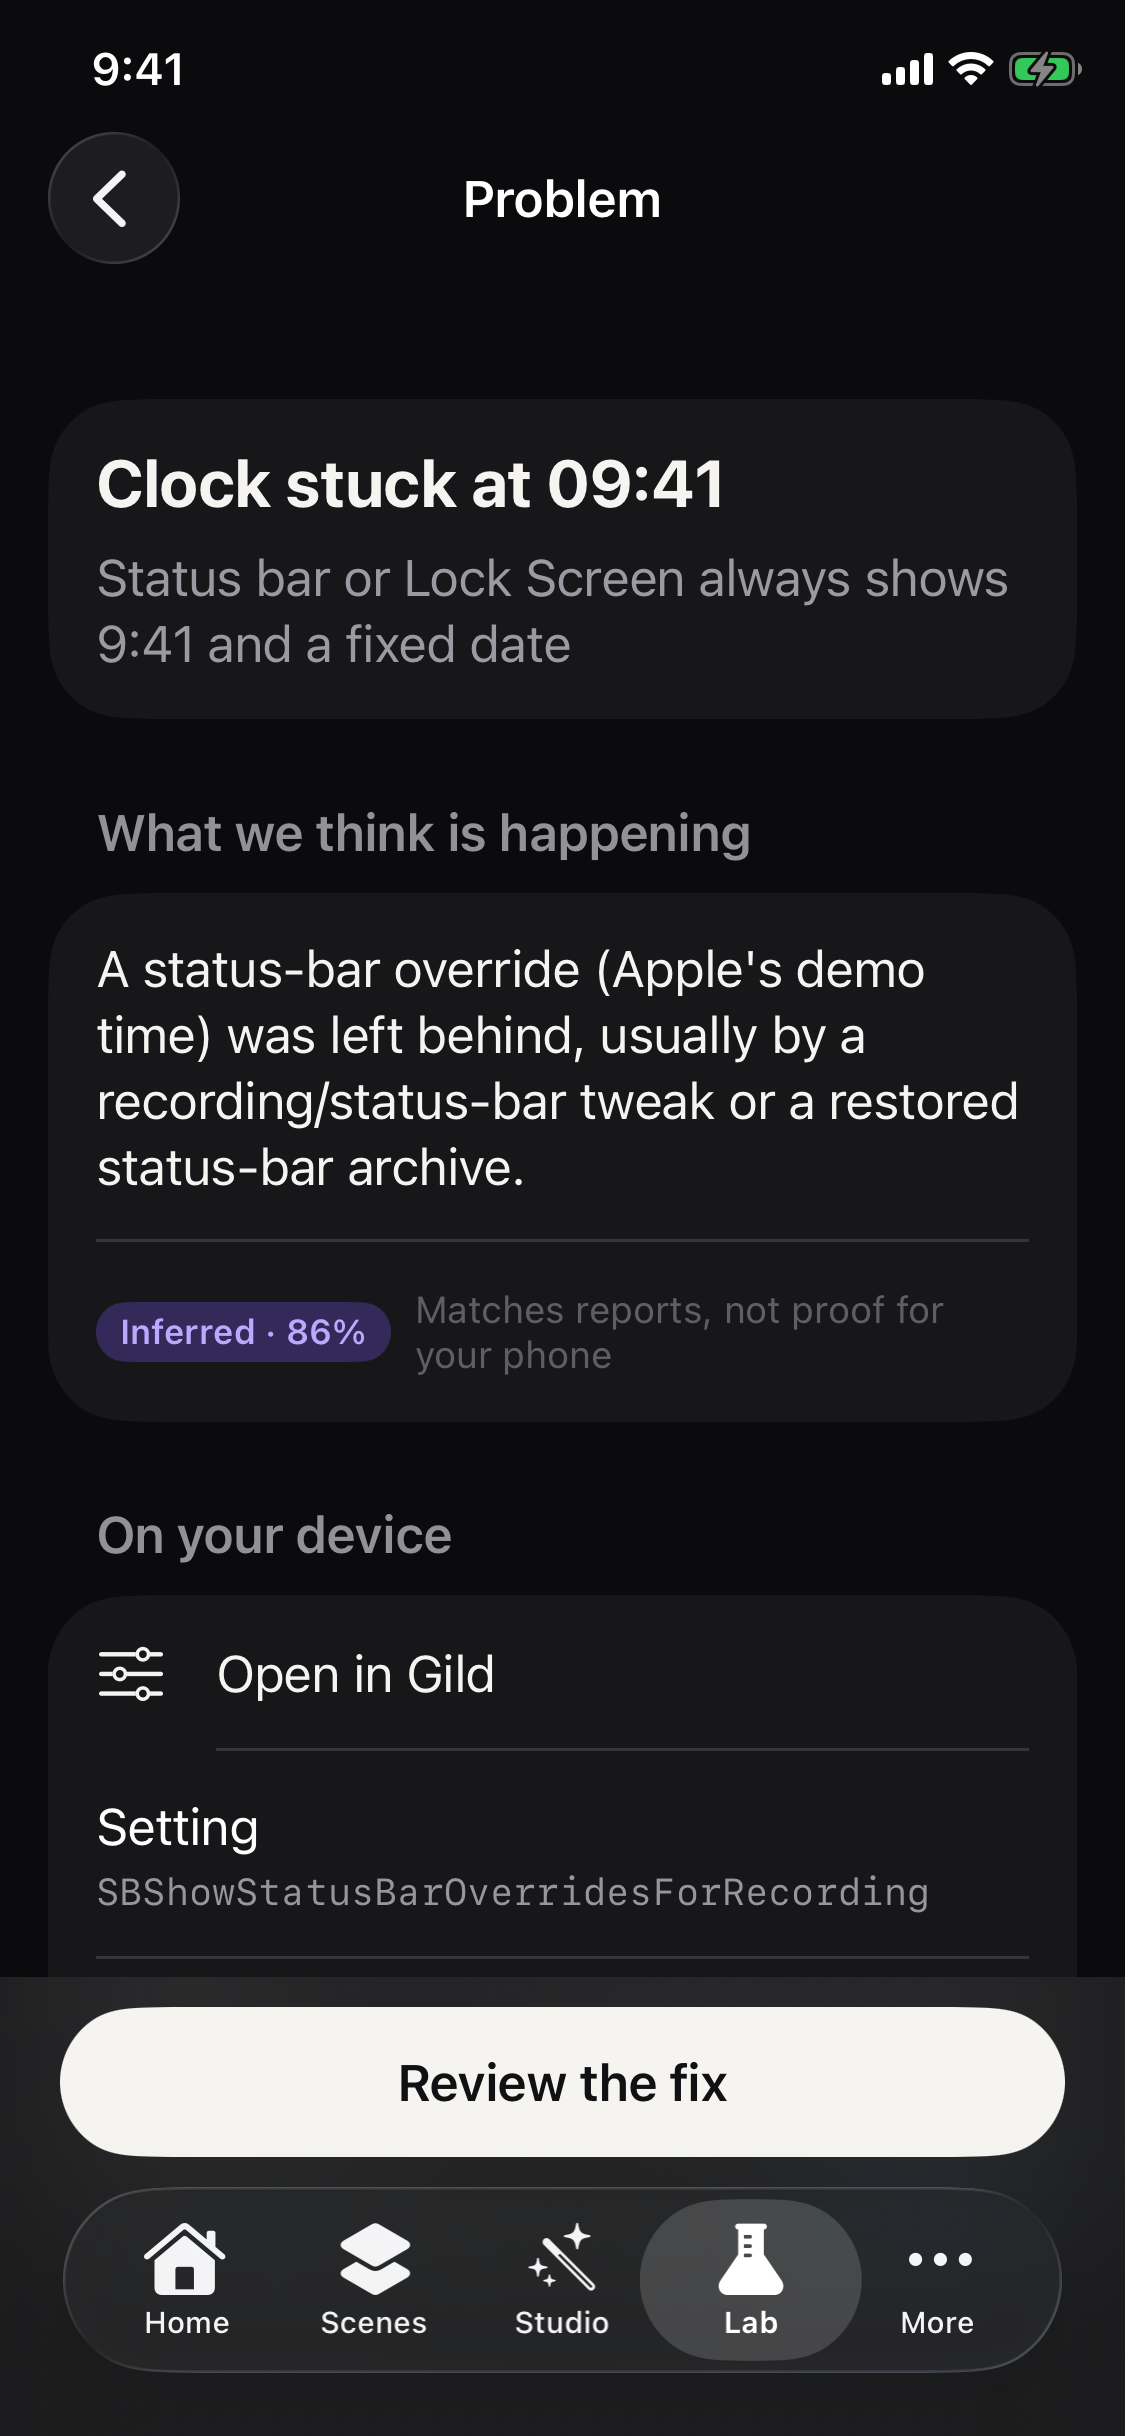 9:41
Problem
Clock stuck at 09:41
Status bar or Lock Screen always shows
9:41 and a fixed date
What we think is happening
A status-bar override (Apple's demo
time) was left behind, usually by a
recording/status-bar tweak or a restored
status-bar archive.
Inferred · 86%
Matches reports, not proof for
your phone
On your device
Open in Gild
Setting
SBShowStatusBarOverridesForRecording
Review the fix
Home
Scenes
Studio
Lab
More